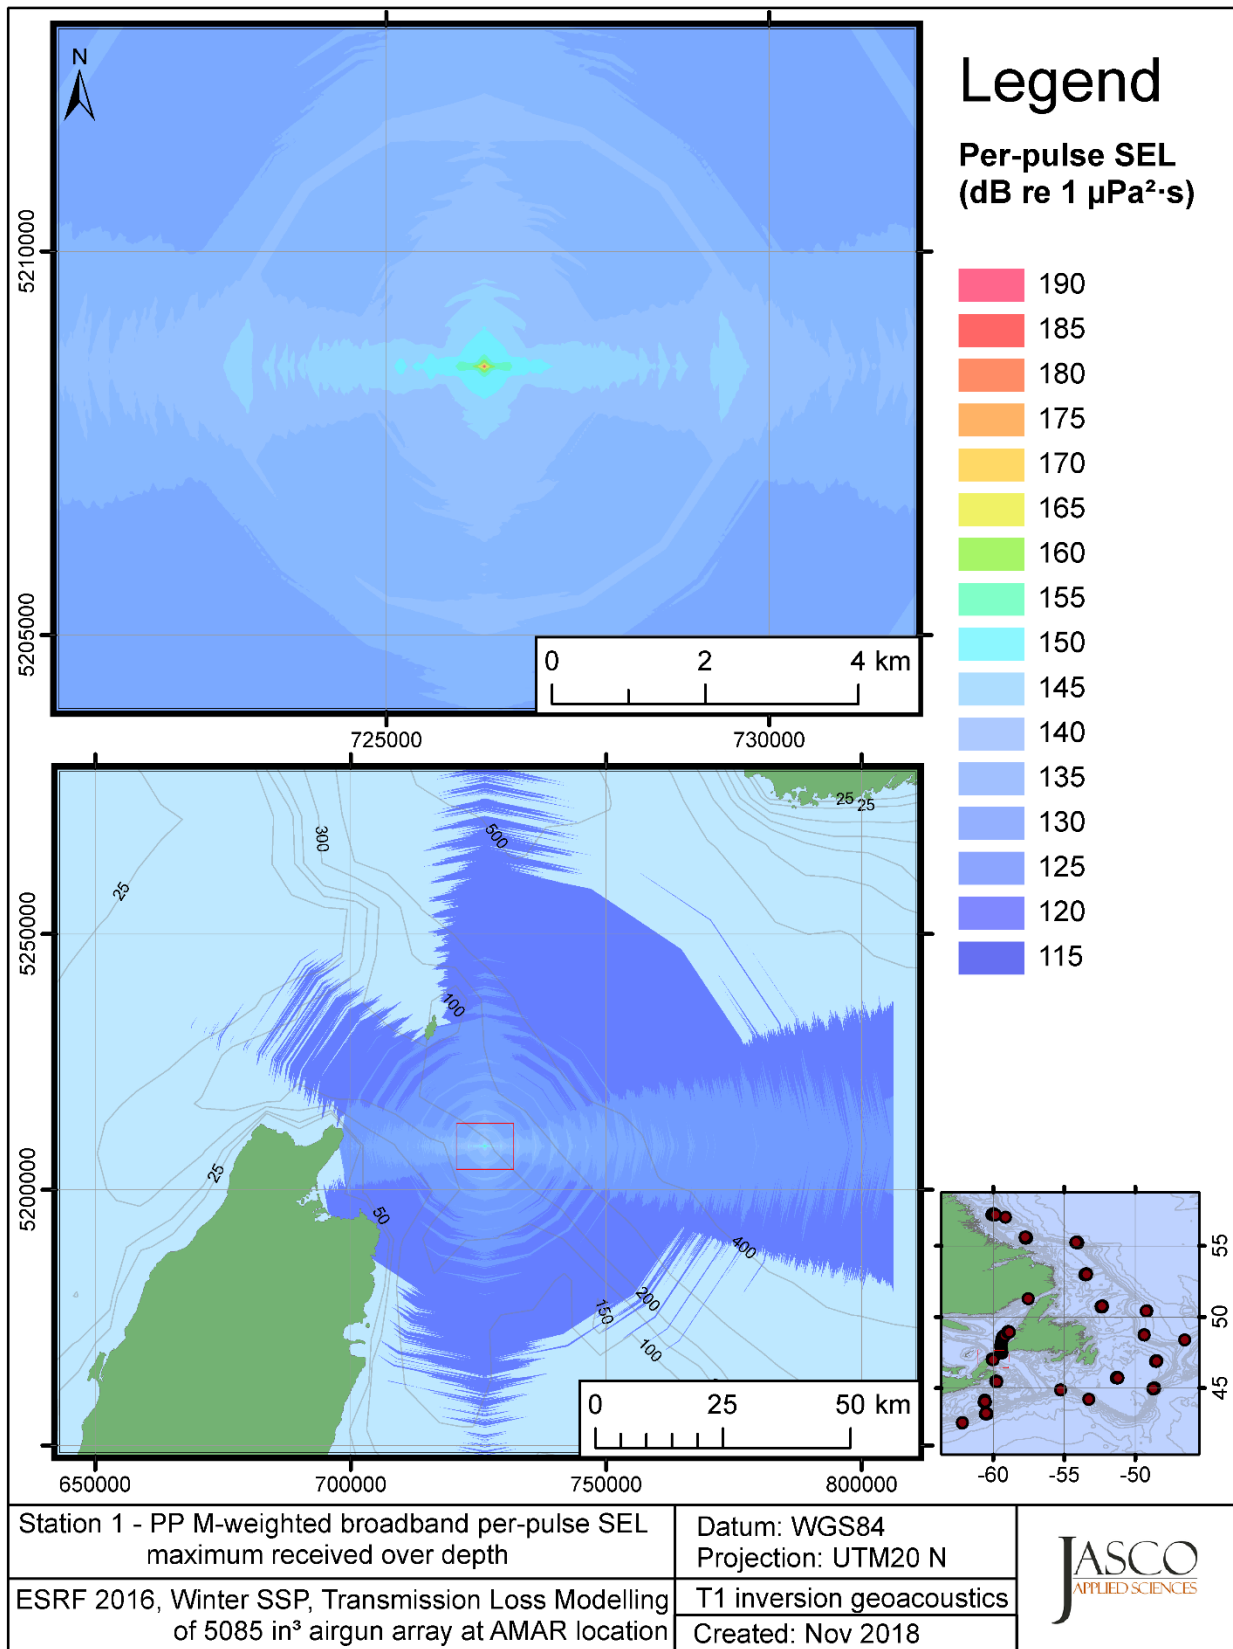 N
5210000
5205000
0 2 4 km
725000 730000
Legend
Per-pulse SEL
(dB re 1 µPa²·s)
190
185
180
175
170
165
160
155
150
145
140
135
130
125
120
115
25 25
500
300
25
5250000
100
25
5200000
50
400
200
150
100
0 25 50 km
650000 700000 750000 800000
55
50
45
-60 -55 -50
Station 1 - PP M-weighted broadband per-pulse SEL
maximum received over depth
ESRF 2016, Winter SSP, Transmission Loss Modelling
of 5085 in³ airgun array at AMAR location
Datum: WGS84
Projection: UTM20 N
T1 inversion geoacoustics
Created: Nov 2018
JASCO
APPLIED SCIENCES